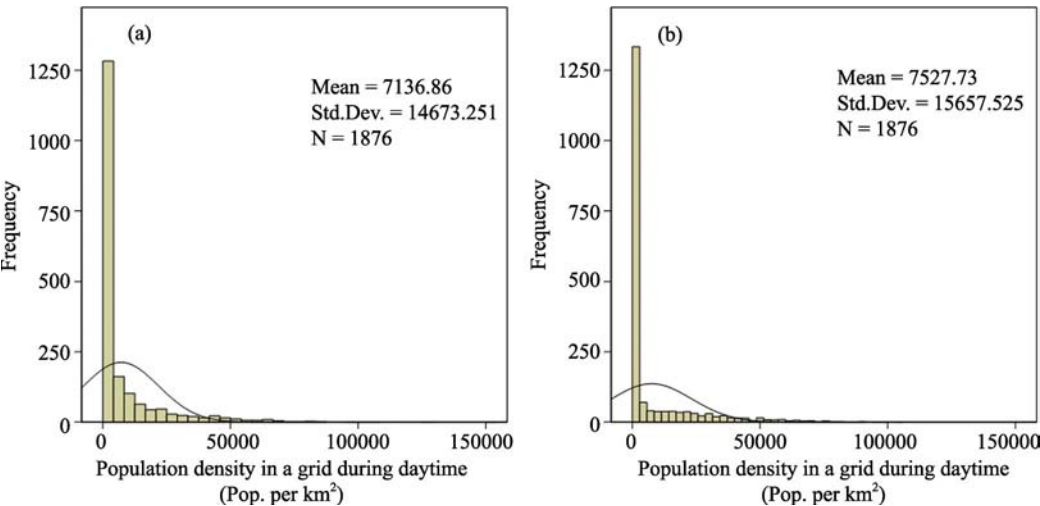 (a)
Mean = 7136.86
Std.Dev. = 14673.251
N = 1876
1250
1000
750
500
250
0
Frequency
0 50000 100000 150000
Population density in a grid during daytime
(Pop. per km²)
(b)
Mean = 7527.73
Std.Dev. = 15657.525
N = 1876
1250
1000
750
500
250
0
Frequency
0 50000 100000 150000
Population density in a grid during daytime
(Pop. per km²)